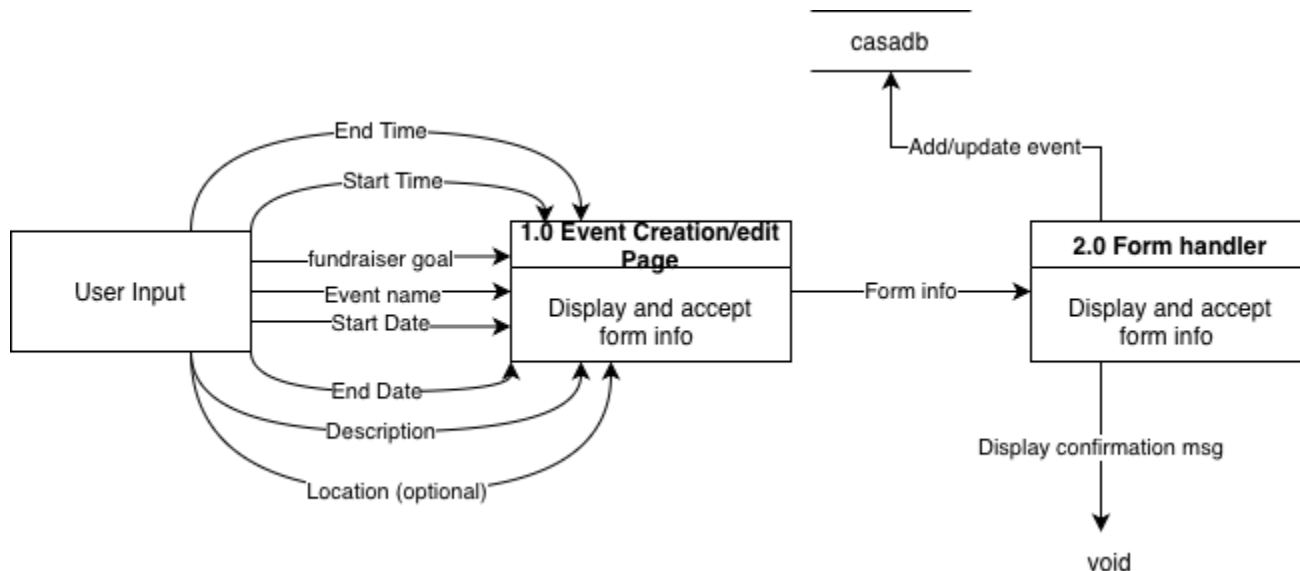 casadb
End Time
Add/update event
Start Time
1.0 Event Creation/edit
Page
2.0 Form handler
fundraiser goal
User Input
Event name
Form info
Start Date
Display and accept
form info
Display and accept
form info
End Date
Description
Display confirmation msg
Location (optional)
void